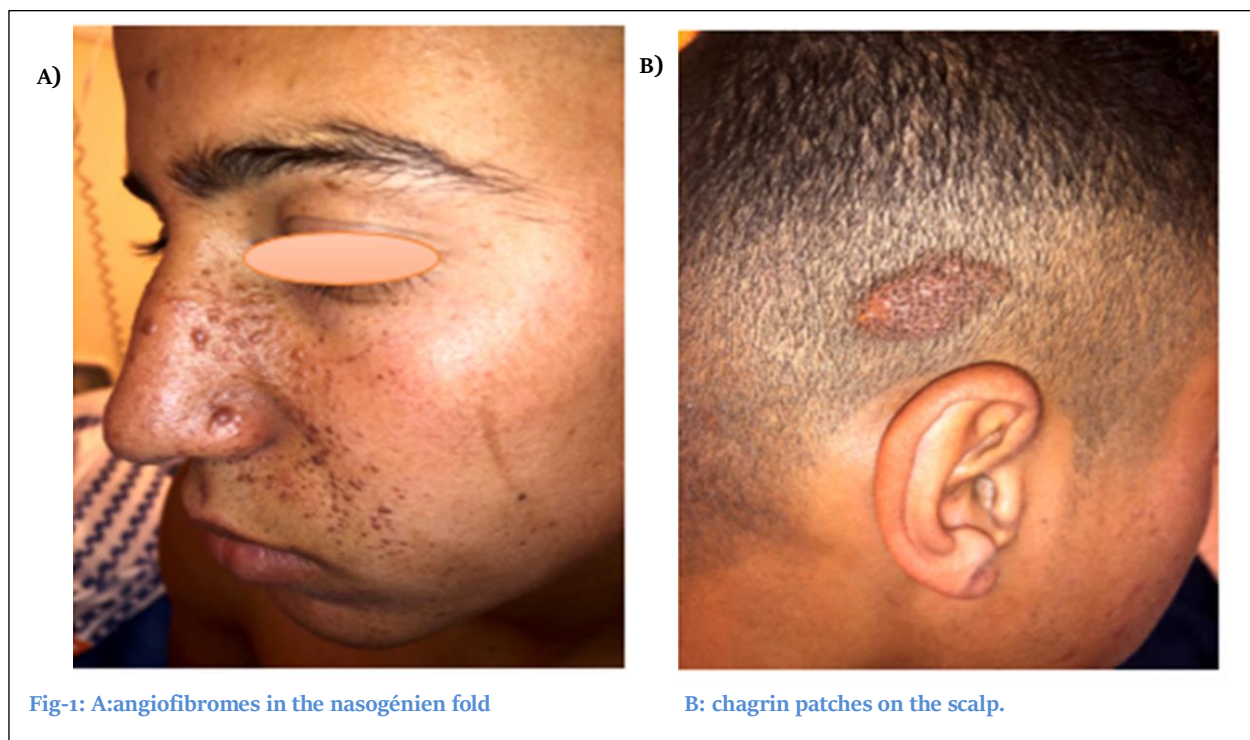 A)
B)
Fig-1: A:angiofibromes in the nasogénien fold
B: chagrin patches on the scalp.